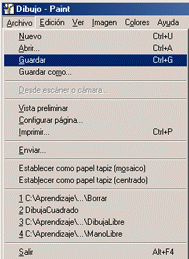 Dibujo - Paint
Archivo Edición Ver Imagen Colores Ayuda
Nuevo Ctrl+U
Abrir... Ctrl+A
Guardar Ctrl+G
Guardar como...
Desde escáner o cámara...
Vista preliminar
Configurar página...
Imprimir... Ctrl+P
Enviar...
Establecer como papel tapiz (mosaico)
Establecer como papel tapiz (centrado)
1 C:\Aprendizaje\...\Borrar
2 DibujaCuadrado
3 C:\Aprendizaje\...\DibujaLibre
4 C:\Aprendizaje\...\ManoLibre
Salir Alt+F4